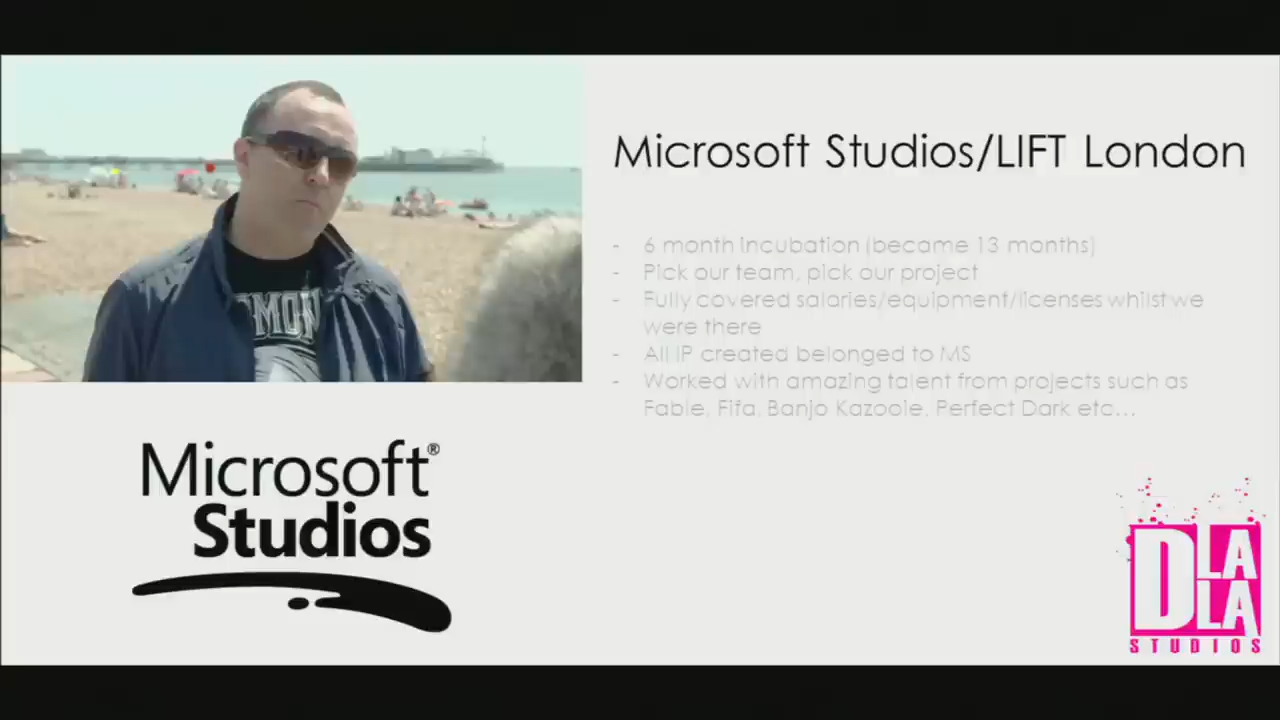 Microsoft Studios/LIFT London
- 6 month incubation (became 13 months)
- Pick our team, pick our project
- Fully covered salaries/equipment/licenses whilst we
were there
- All IP created belonged to MS
- Worked with amazing talent from projects such as
Fable, Fifa, Banjo Kazooie, Perfect Dark etc...
Microsoft®
Studios
DLA
LA
STUDIOS